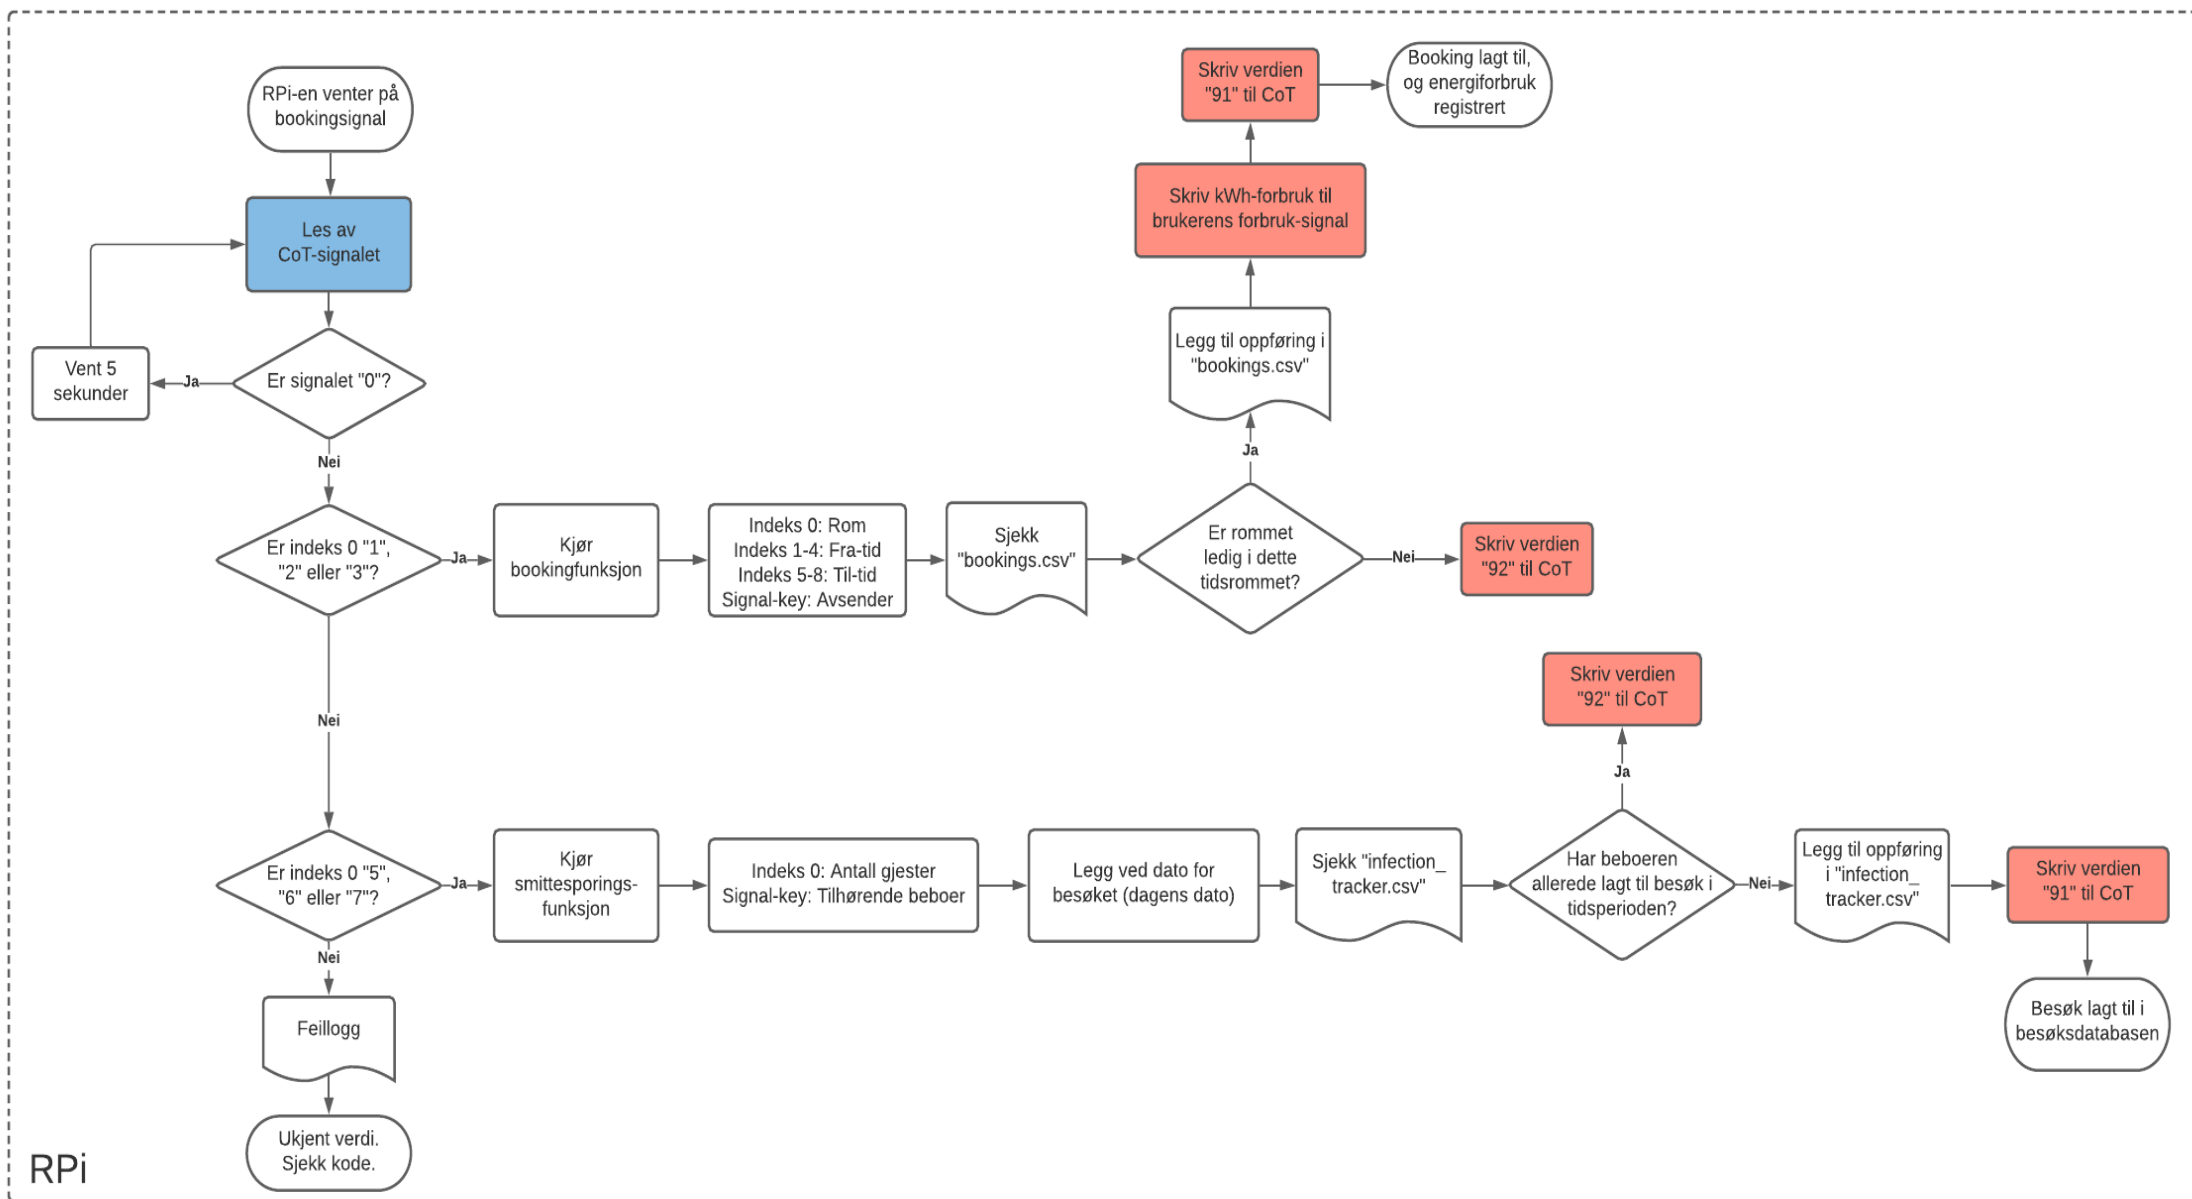 RPi-en venter på
bookingsignal
Les av
CoT-signalet
Er signalet "0"?
Ja
Vent 5
sekunder
Nei
Er indeks 0 "1",
"2" eller "3"?
Ja
Kjør
bookingfunksjon
Indeks 0: Rom
Indeks 1-4: Fra-tid
Indeks 5-8: Til-tid
Signal-key: Avsender
Sjekk
"bookings.csv"
Er rommet
ledig i dette
tidsrommet?
Nei
Skriv verdien
"92" til CoT
Ja
Legg til oppføring i
"bookings.csv"
Skriv kWh-forbruk til
brukerens forbruk-signal
Skriv verdien
"91" til CoT
Booking lagt til,
og energiforbruk
registrert
Nei
Er indeks 0 "5",
"6" eller "7"?
Ja
Kjør
smittesporings-
funksjon
Indeks 0: Antall gjester
Signal-key: Tilhørende beboer
Legg ved dato for
besøket (dagens dato)
Sjekk "infection_
tracker.csv"
Har beboeren
allerede lagt til besøk i
tidsperioden?
Ja
Skriv verdien
"92" til CoT
Nei
Legg til oppføring
i "infection_
tracker.csv"
Skriv verdien
"91" til CoT
Besøk lagt til i
besøksdatabasen
Nei
Feillogg
Ukjent verdi.
Sjekk kode.
RPi